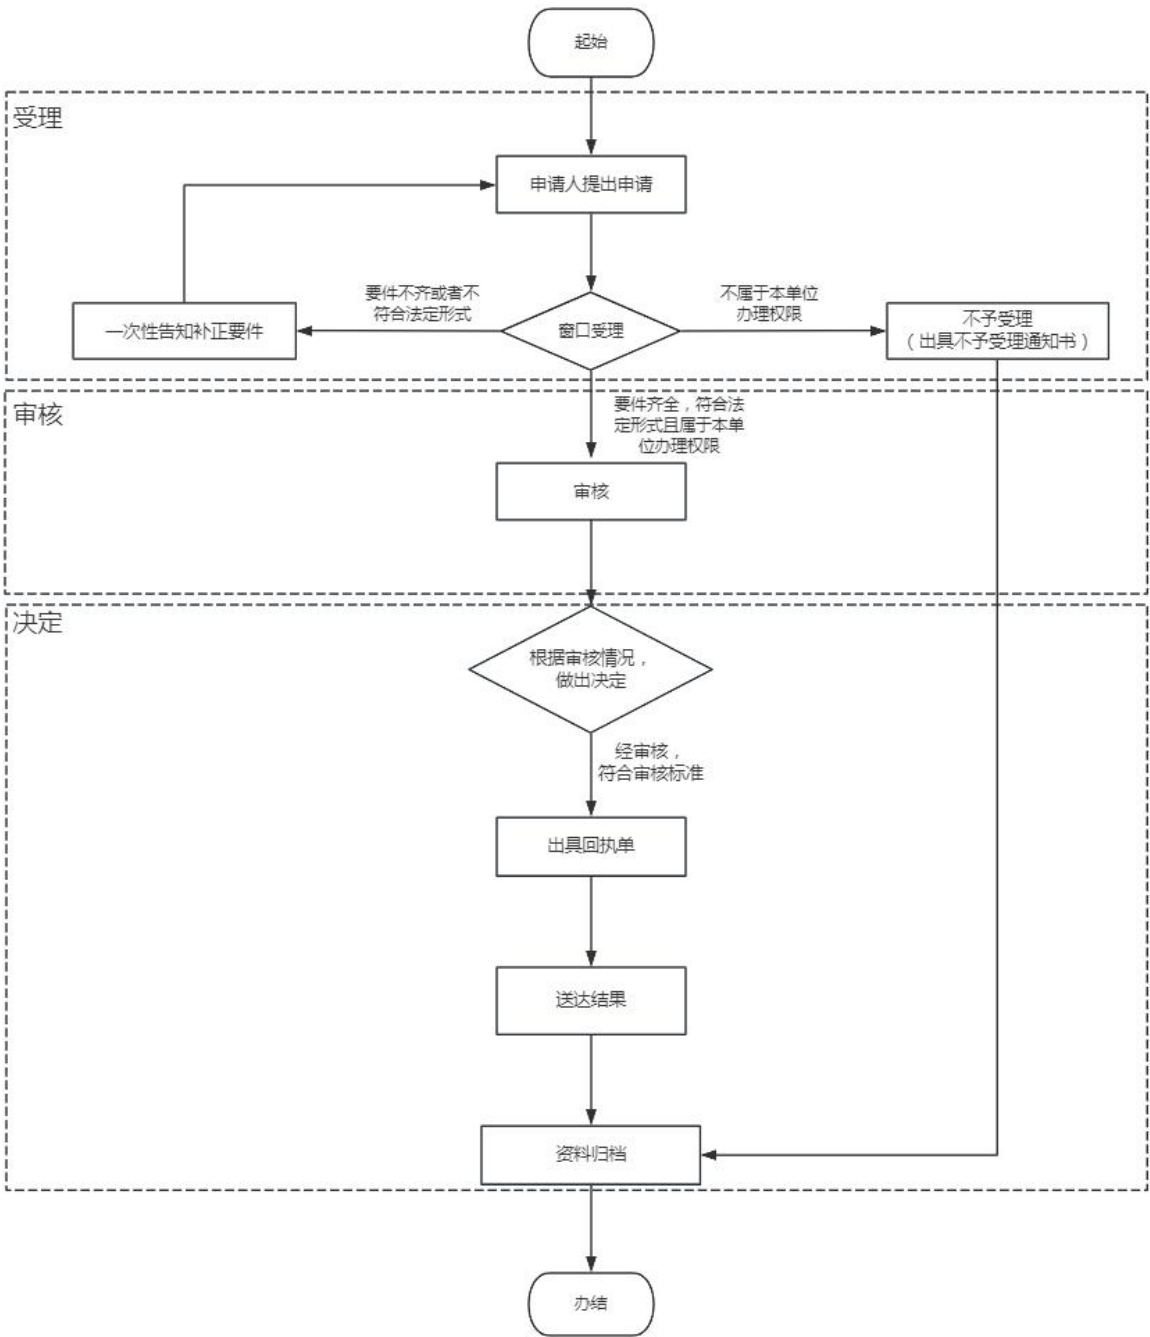 起始
受理
申请人提出申请
要件不齐或者不
符合法定形式
不属于本单位
办理权限
一次性告知补正要件
窗口受理
不予受理
（出具不予受理通知书）
审核
要件齐全，符合法
定形式且属于本单
位办理权限
审核
决定
根据审核情况，
做出决定
经审核，
符合审核标准
出具回执单
送达结果
资料归档
办结